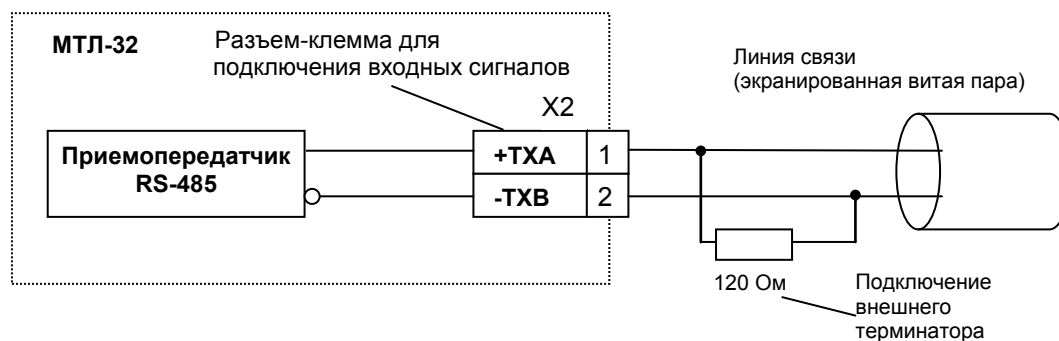 МТЛ-32
Разъем-клемма для
подключения входных сигналов
Линия связи
(экранированная витая пара)
X2
Приемопередатчик
RS-485
+TXA
1
-TXB
2
120 Ом
Подключение
внешнего
терминатора